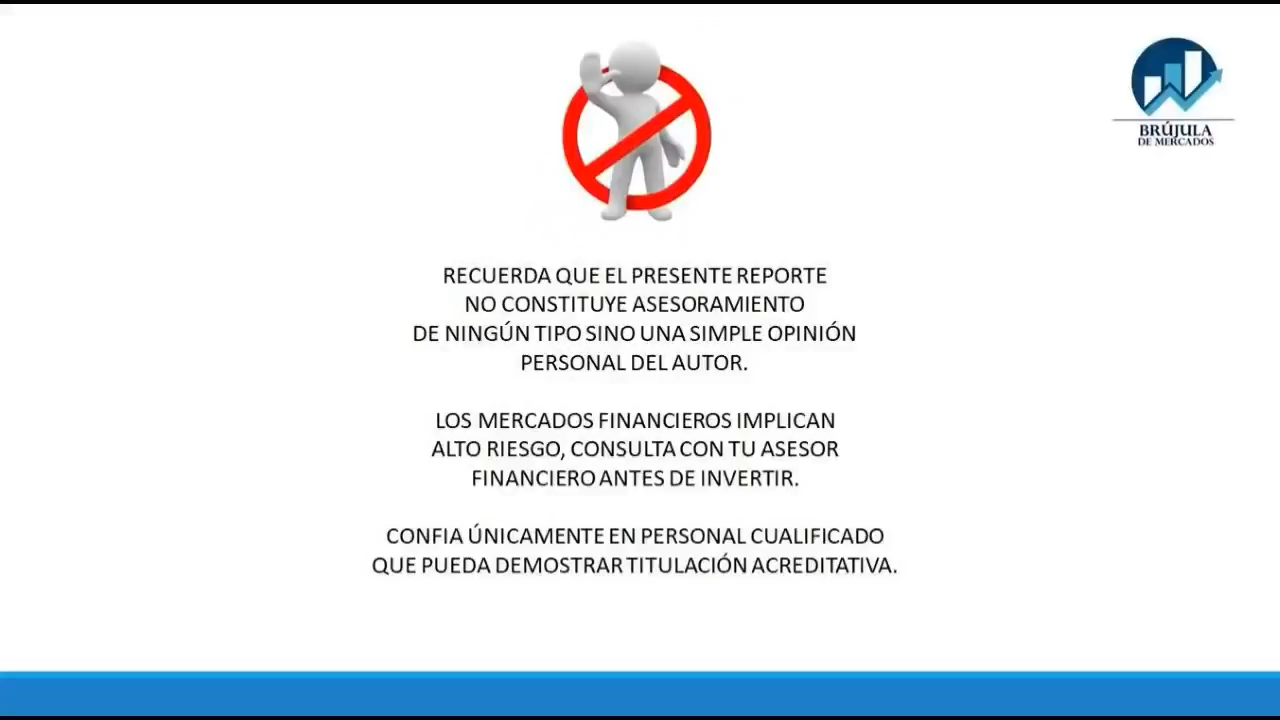 BRÚJULA
DE MERCADOS
RECUERDA QUE EL PRESENTE REPORTE
NO CONSTITUYE ASESORAMIENTO
DE NINGÚN TIPO SINO UNA SIMPLE OPINIÓN
PERSONAL DEL AUTOR.
LOS MERCADOS FINANCIEROS IMPLICAN
ALTO RIESGO, CONSULTA CON TU ASESOR
FINANCIERO ANTES DE INVERTIR.
CONFIA ÚNICAMENTE EN PERSONAL CUALIFICADO
QUE PUEDA DEMOSTRAR TITULACIÓN ACREDITATIVA.